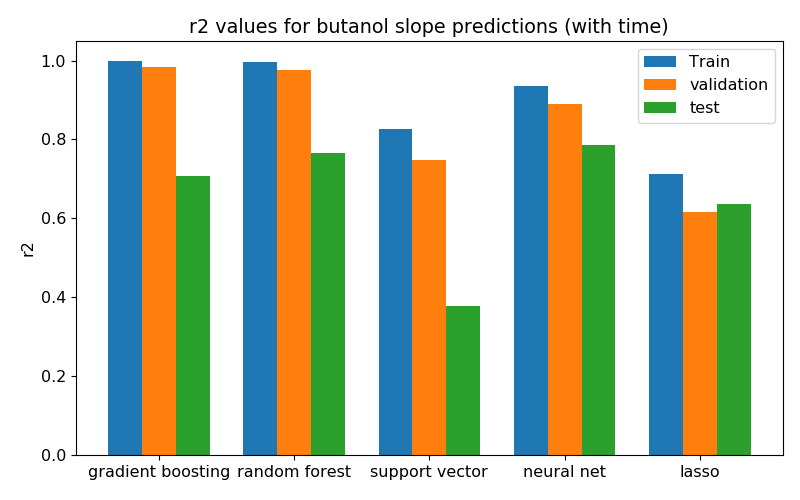 r2 values for butanol slope predictions (with time)
Train
validation
test
r2
1.0
0.8
0.6
0.4
0.2
0.0
gradient boosting random forest support vector neural net lasso